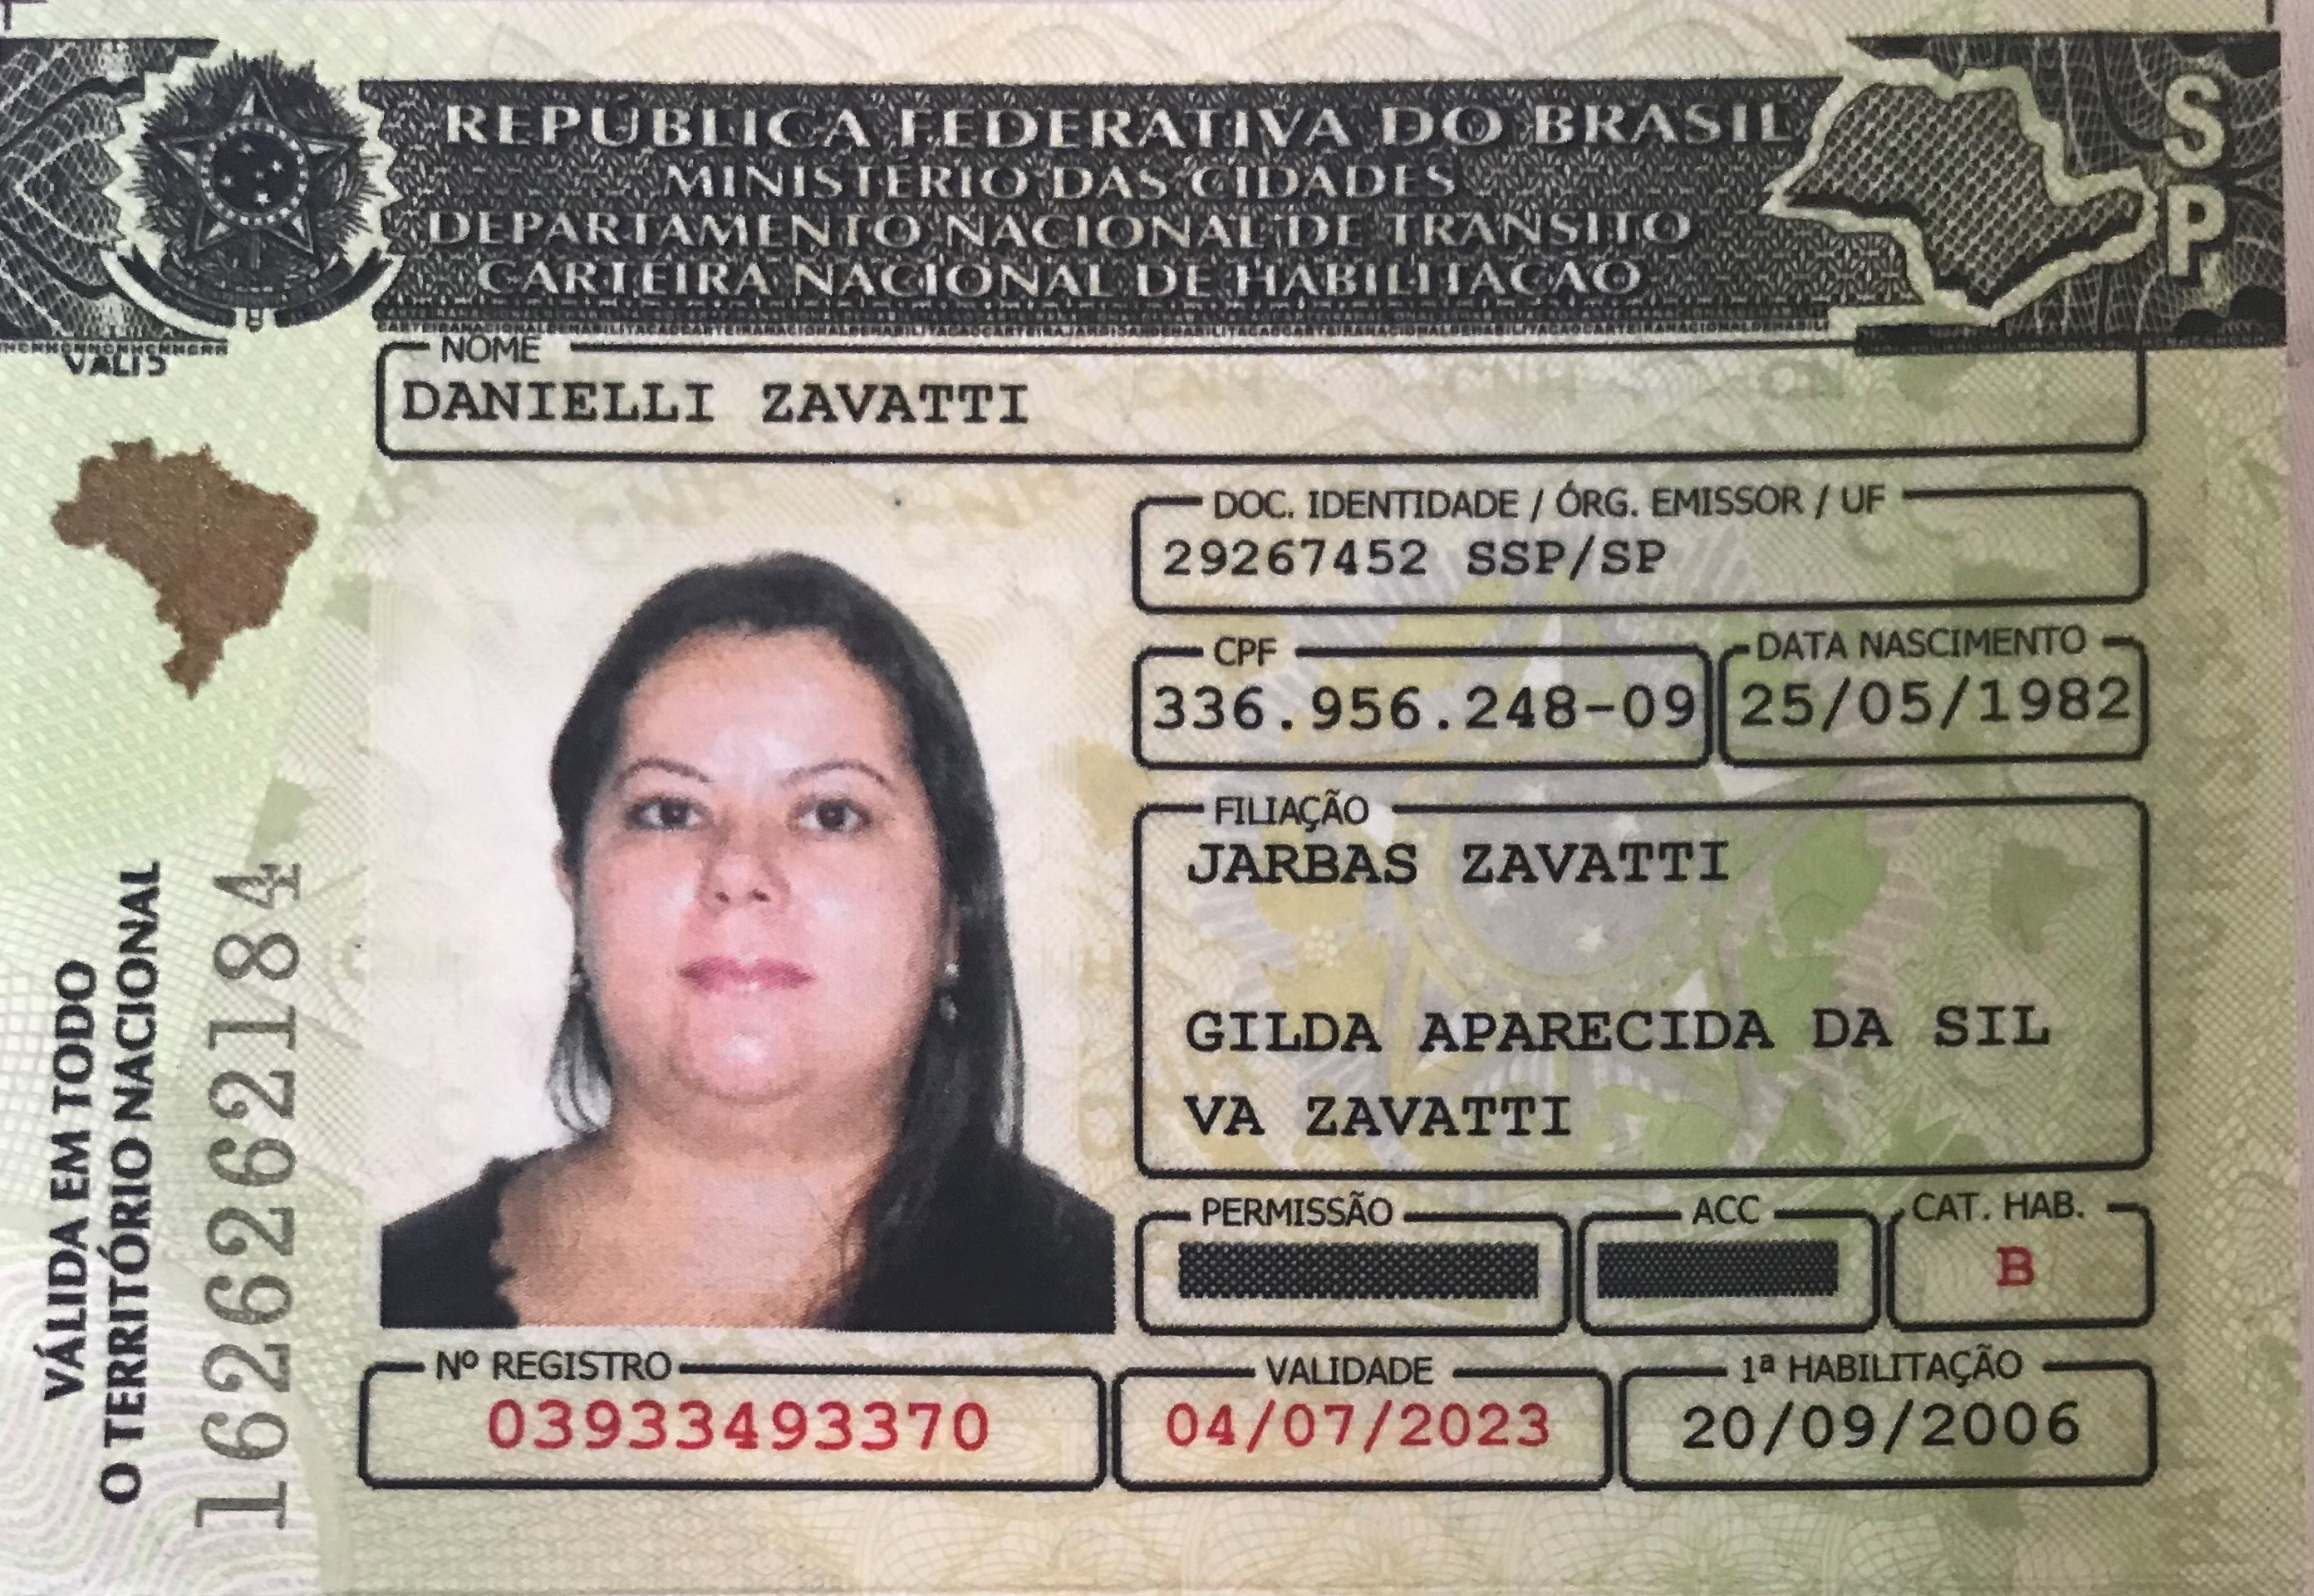 REPÚBLICA FEDERATIVA DO BRASIL
MINISTÉRIO DAS CIDADES
DEPARTAMENTO NACIONAL DE TRÂNSITO
CARTEIRA NACIONAL DE HABILITAÇÃO
SP
NOME
DANIELLI ZAVATTI
DOC. IDENTIDADE / ÓRG. EMISSOR / UF
29267452 SSP/SP
CPF
336.956.248-09
DATA NASCIMENTO
25/05/1982
FILIAÇÃO
JARBAS ZAVATTI
GILDA APARECIDA DA SIL
VA ZAVATTI
PERMISSÃO
ACC
CAT. HAB.
B
Nº REGISTRO
03933493370
VALIDADE
04/07/2023
1ª HABILITAÇÃO
20/09/2006
VÁLIDA EM TODO
O TERRITÓRIO NACIONAL
1626262184